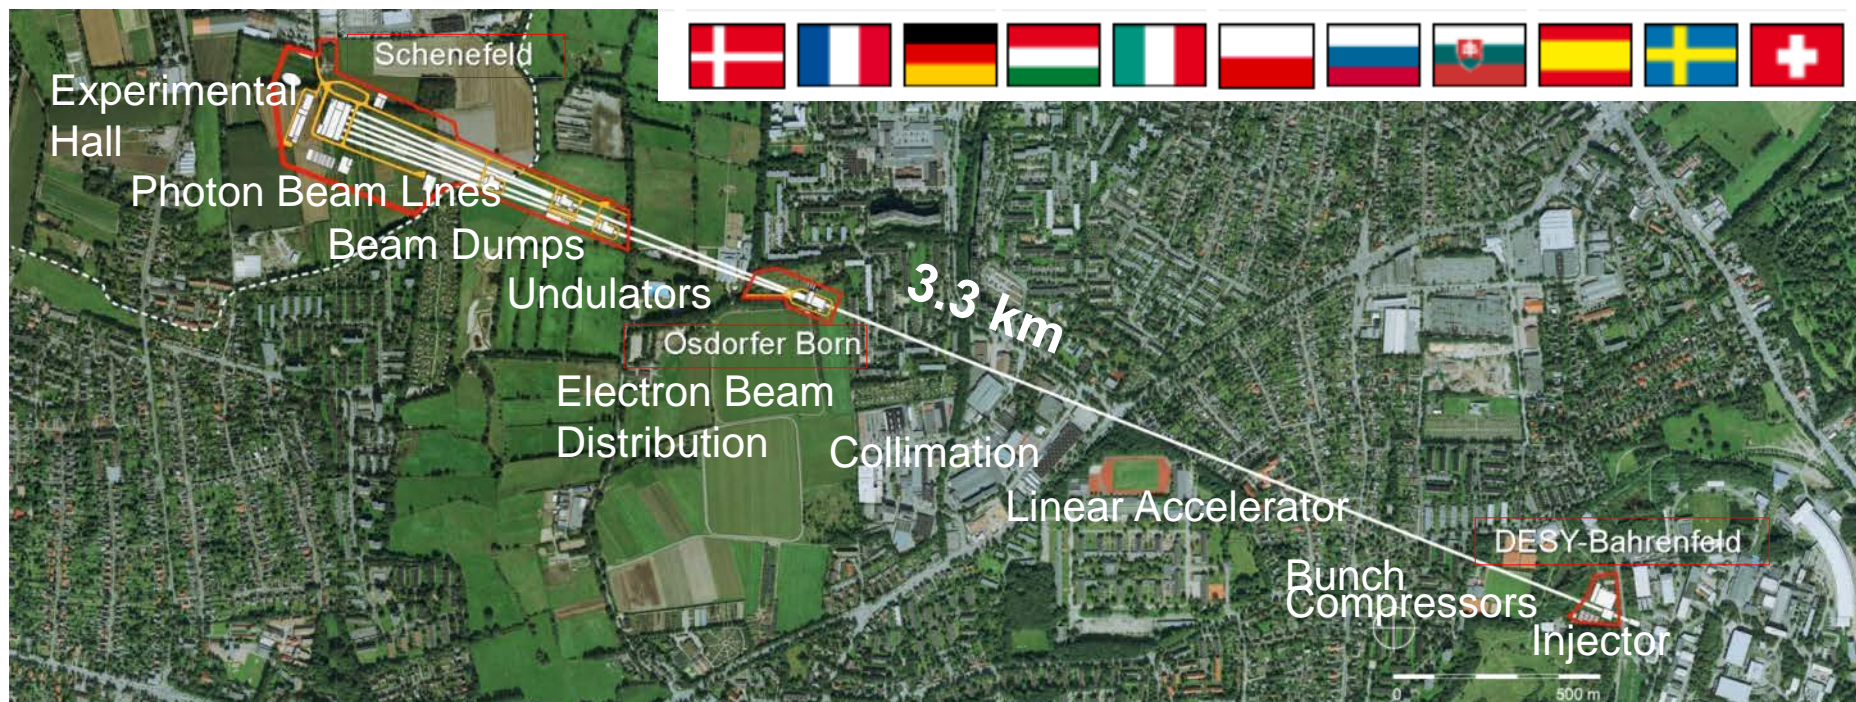 Schenefeld
Experimental
Hall
Photon Beam Lines
Beam Dumps
Undulators
3.3 km
Osdorfer Born
Electron Beam
Distribution
Collimation
Linear Accelerator
DESY-Bahrenfeld
Bunch
Compressors
Injector
0 500 m